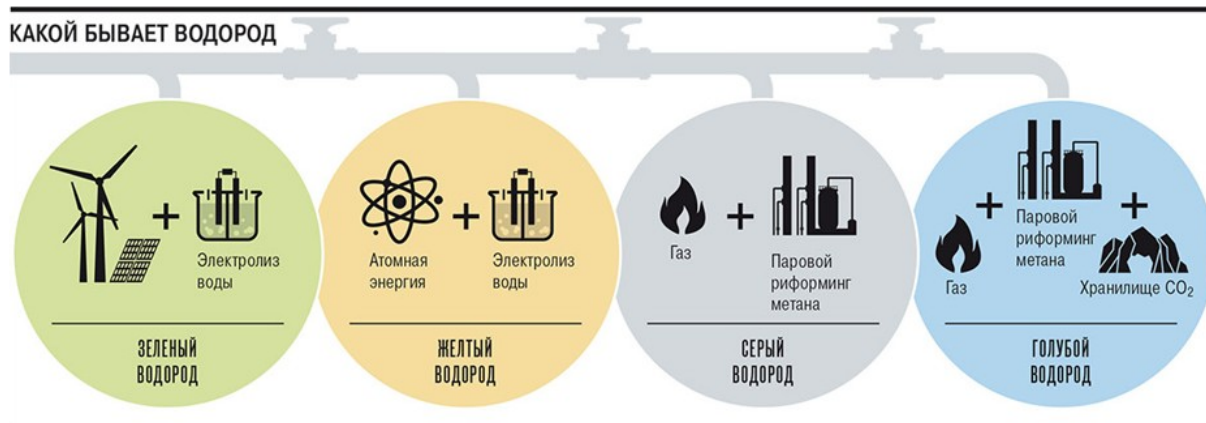 КАКОЙ БЫВАЕТ ВОДОРОД
Электролиз
воды
ЗЕЛЕНЫЙ
ВОДОРОД
Атомная
энергия
Электролиз
воды
ЖЕЛТЫЙ
ВОДОРОД
Газ
Паровой
риформинг
метана
СЕРЫЙ
ВОДОРОД
Газ
Паровой
риформинг
метана
Хранилище CO₂
ГОЛУБОЙ
ВОДОРОД